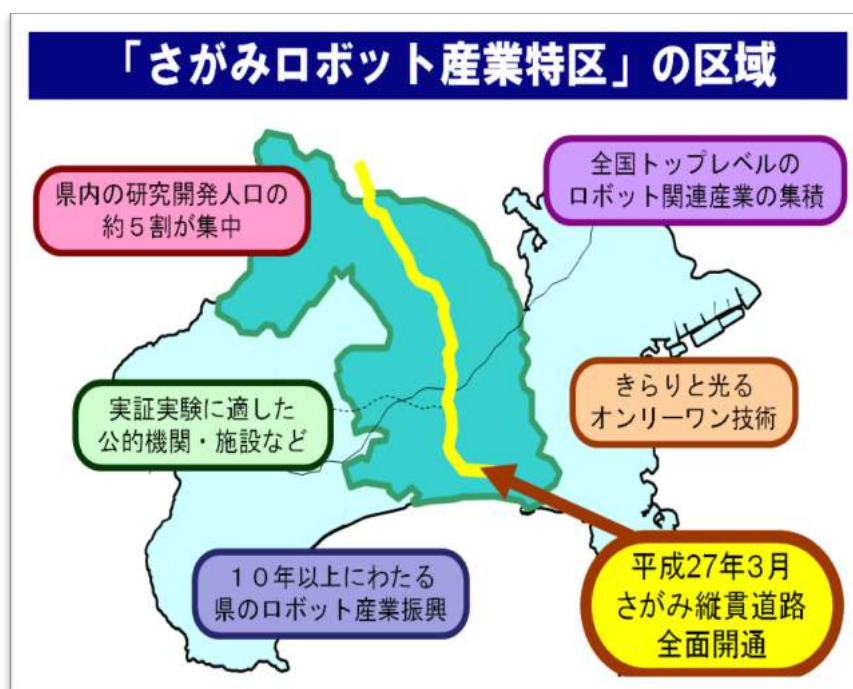 「さがみロボット産業特区」の区域
県内の研究開発人口の
約５割が集中
全国トップレベルの
ロボット関連産業の集積
実証実験に適した
公的機関・施設など
きらりと光る
オンリーワン技術
１０年以上にわたる
県のロボット産業振興
平成27年３月
さがみ縦貫道路
全面開通